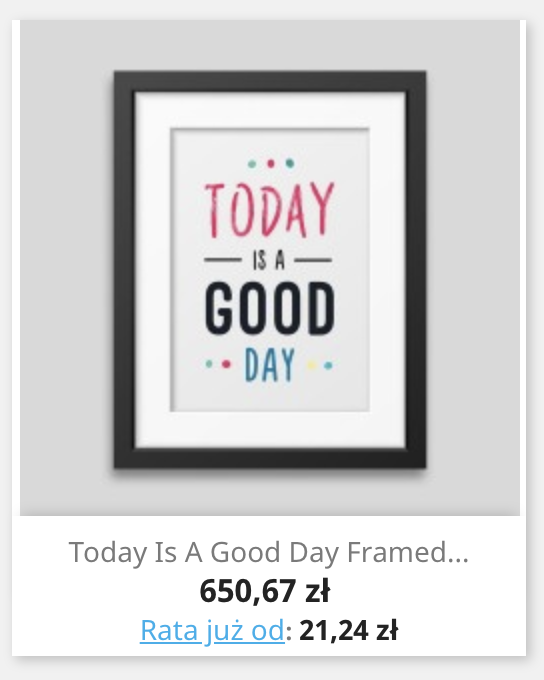 TODAY
IS A
GOOD
DAY
Today Is A Good Day Framed...
650,67 zł
Rata już od: 21,24 zł